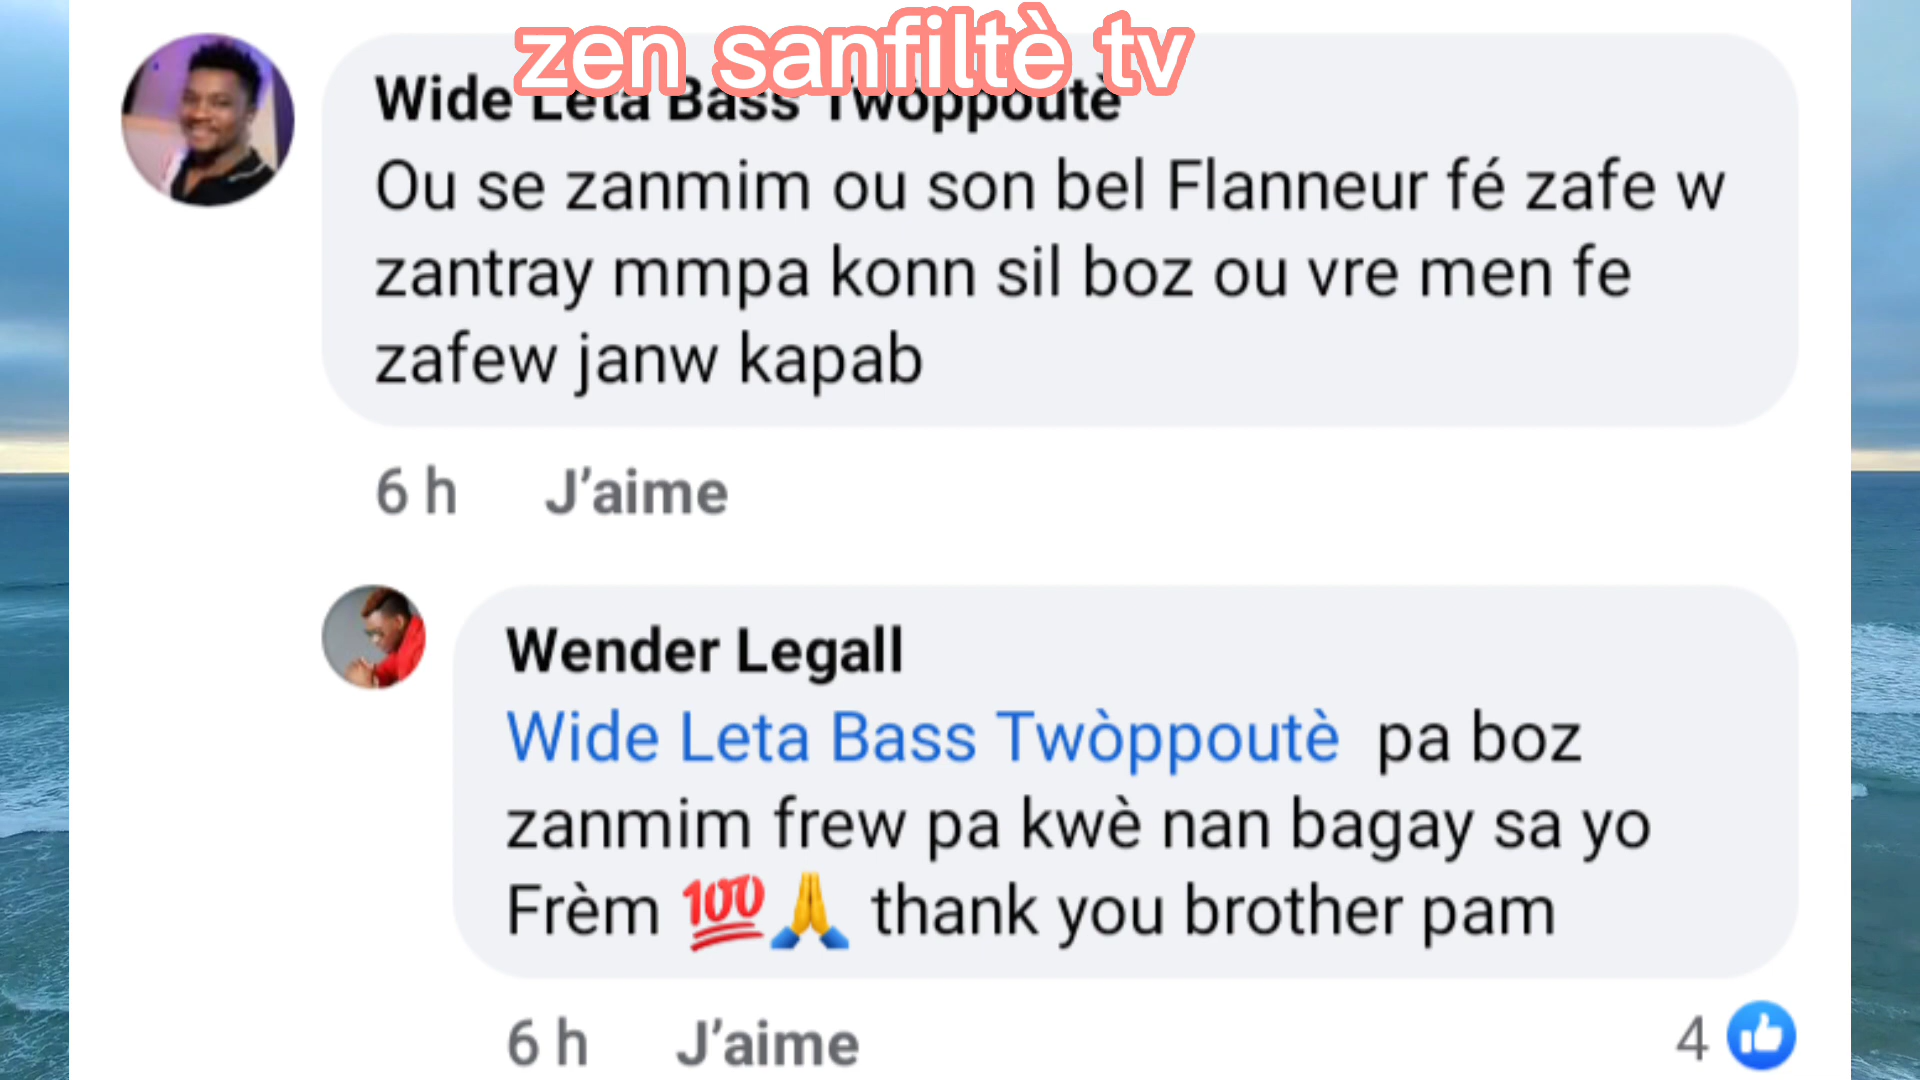 zen sanfiltè tv
Wide Leta Bass Twòppoutè
Ou se zanmim ou son bel Flanneur fé zafe w
zantray mmpa konn sil boz ou vre men fe
zafew janw kapab
6 h J’aime
Wender Legall
Wide Leta Bass Twòppoutè pa boz
zanmim frew pa kwè nan bagay sa yo
Frèm 💯🙏 thank you brother pam
6 h J’aime 4